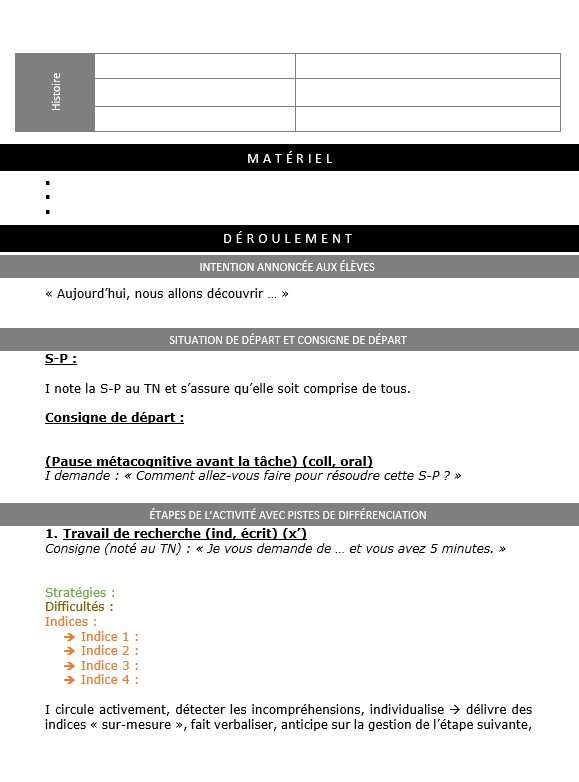 Histoire
MATÉRIEL
▪
▪
▪
DÉROULEMENT
INTENTION ANNONCÉE AUX ÉLÈVES
« Aujourd’hui, nous allons découvrir … »
SITUATION DE DÉPART ET CONSIGNE DE DÉPART
S-P :
I note la S-P au TN et s’assure qu’elle soit comprise de tous.
Consigne de départ :
(Pause métacognitive avant la tâche) (coll, oral)
I demande : « Comment allez-vous faire pour résoudre cette S-P ? »
ÉTAPES DE L’ACTIVITÉ AVEC PISTES DE DIFFÉRENCIATION
1. Travail de recherche (ind, écrit) (x’)
Consigne (noté au TN) : « Je vous demande de … et vous avez 5 minutes. »
Stratégies :
Difficultés :
Indices :
➔ Indice 1 :
➔ Indice 2 :
➔ Indice 3 :
➔ Indice 4 :
I circule activement, détecter les incompréhensions, individualise → délivre des
indices « sur-mesure », fait verbaliser, anticipe sur la gestion de l’étape suivante,